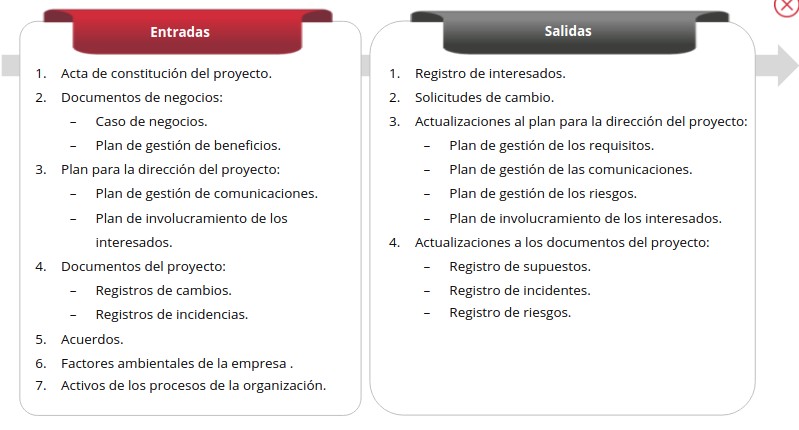 Entradas
1. Acta de constitución del proyecto.
2. Documentos de negocios:
– Caso de negocios.
– Plan de gestión de beneficios.
3. Plan para la dirección del proyecto:
– Plan de gestión de comunicaciones.
– Plan de involucramiento de los
interesados.
4. Documentos del proyecto:
– Registros de cambios.
– Registros de incidencias.
5. Acuerdos.
6. Factores ambientales de la empresa .
7. Activos de los procesos de la organización.
Salidas
1. Registro de interesados.
2. Solicitudes de cambio.
3. Actualizaciones al plan para la dirección del proyecto:
– Plan de gestión de los requisitos.
– Plan de gestión de las comunicaciones.
– Plan de gestión de los riesgos.
– Plan de involucramiento de los interesados.
4. Actualizaciones a los documentos del proyecto:
– Registro de supuestos.
– Registro de incidentes.
– Registro de riesgos.